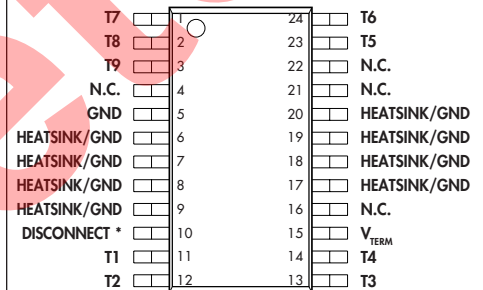 T7 1 24 T6
T8 2 23 T5
T9 3 22 N.C.
N.C. 4 21 N.C.
GND 5 20 HEATSINK/GND
HEATSINK/GND 6 19 HEATSINK/GND
HEATSINK/GND 7 18 HEATSINK/GND
HEATSINK/GND 8 17 HEATSINK/GND
HEATSINK/GND 9 16 N.C.
DISCONNECT * 10 15 VTERM
T1 11 14 T4
T2 12 13 T3